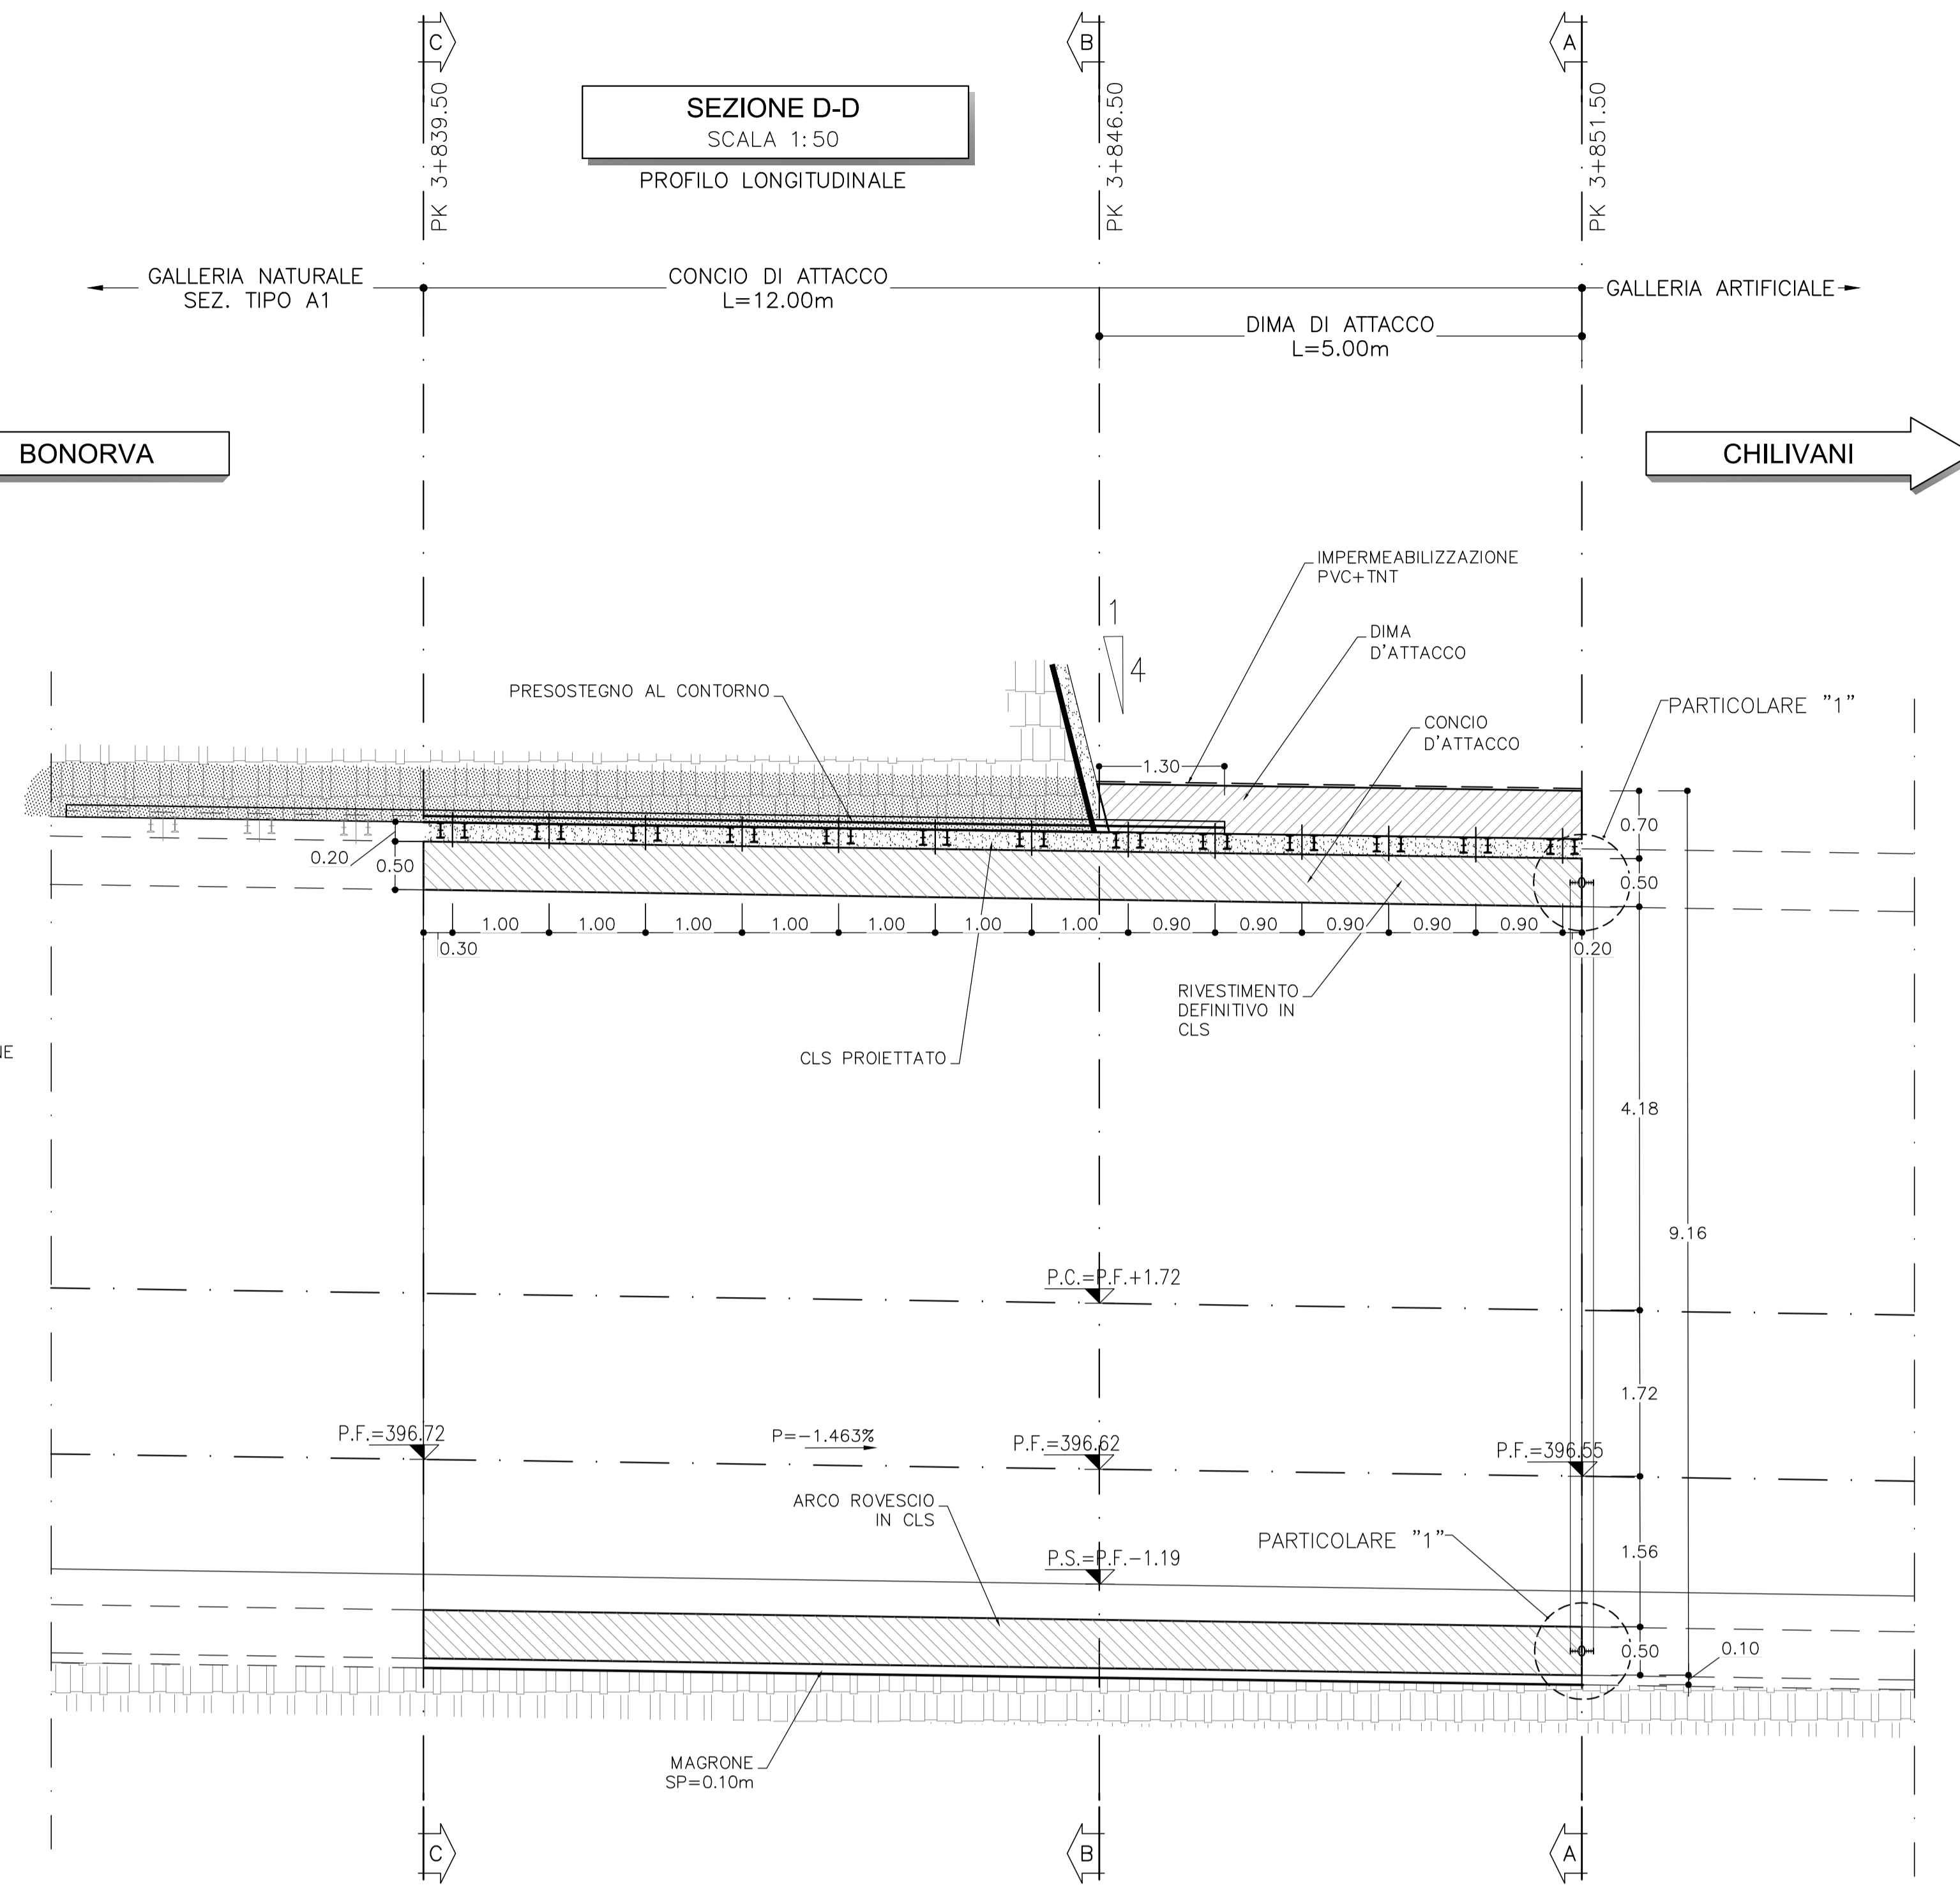 C
B
A
PK 3+839.50
PK 3+846.50
PK 3+851.50
SEZIONE D-D
SCALA 1:50
PROFILO LONGITUDINALE
GALLERIA NATURALE
SEZ. TIPO A1
CONCIO DI ATTACCO
L=12.00m
GALLERIA ARTIFICIALE
DIMA DI ATTACCO
L=5.00m
BONORVA
CHILIVANI
IMPERMEABILIZZAZIONE
PVC+TNT
1
4
DIMA
D'ATTACCO
PRESOSTEGNO AL CONTORNO
PARTICOLARE "1"
CONCIO
D'ATTACCO
1.30
0.70
0.20
0.50
0.50
1.00
1.00
1.00
1.00
1.00
1.00
1.00
0.90
0.90
0.90
0.90
0.90
0.30
0.20
RIVESTIMENTO
DEFINITIVO IN
CLS
NE
CLS PROIETTATO
4.18
9.16
P.C.=P.F.+1.72
1.72
P.F.=396.72
P=-1.463%
P.F.=396.62
P.F.=396.55
ARCO ROVESCIO
IN CLS
PARTICOLARE "1"
P.S.=P.F.-1.19
1.56
0.50
0.10
MAGRONE
SP=0.10m
C
B
A